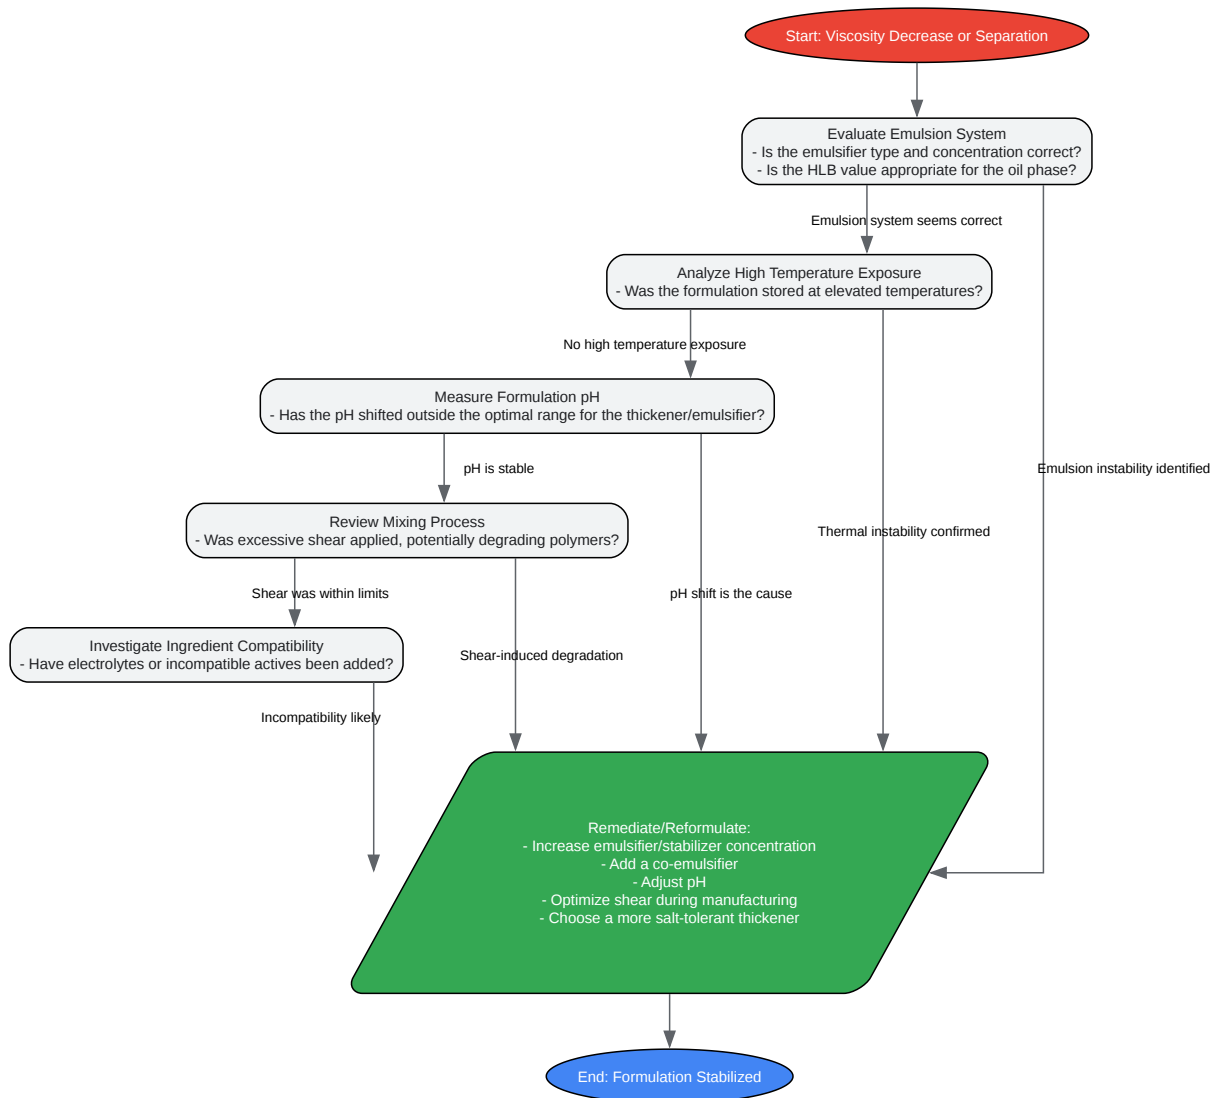 Start: Viscosity Decrease or Separation
Evaluate Emulsion System
- Is the emulsifier type and concentration correct?
- Is the HLB value appropriate for the oil phase?
Emulsion system seems correct
Analyze High Temperature Exposure
- Was the formulation stored at elevated temperatures?
No high temperature exposure
Measure Formulation pH
- Has the pH shifted outside the optimal range for the thickener/emulsifier?
pH is stable
Emulsion instability identified
Review Mixing Process
- Was excessive shear applied, potentially degrading polymers?
Thermal instability confirmed
Shear was within limits
pH shift is the cause
Investigate Ingredient Compatibility
- Have electrolytes or incompatible actives been added?
Shear-induced degradation
Incompatibility likely
Remediate/Reformulate:
- Increase emulsifier/stabilizer concentration
- Add a co-emulsifier
- Adjust pH
- Optimize shear during manufacturing
- Choose a more salt-tolerant thickener
End: Formulation Stabilized